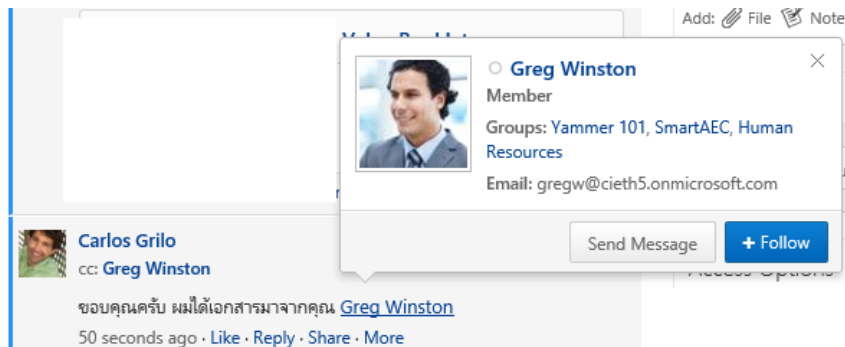 Add: File Note
Greg Winston
Member
Groups: Yammer 101, SmartAEC, Human
Resources
Email: gregw@cieth5.onmicrosoft.com
Send Message + Follow
Access Options
Carlos Grilo
cc: Greg Winston
ขอบคุณครับ ผมได้เอกสารมาจากคุณ Greg Winston
50 seconds ago · Like · Reply · Share · More